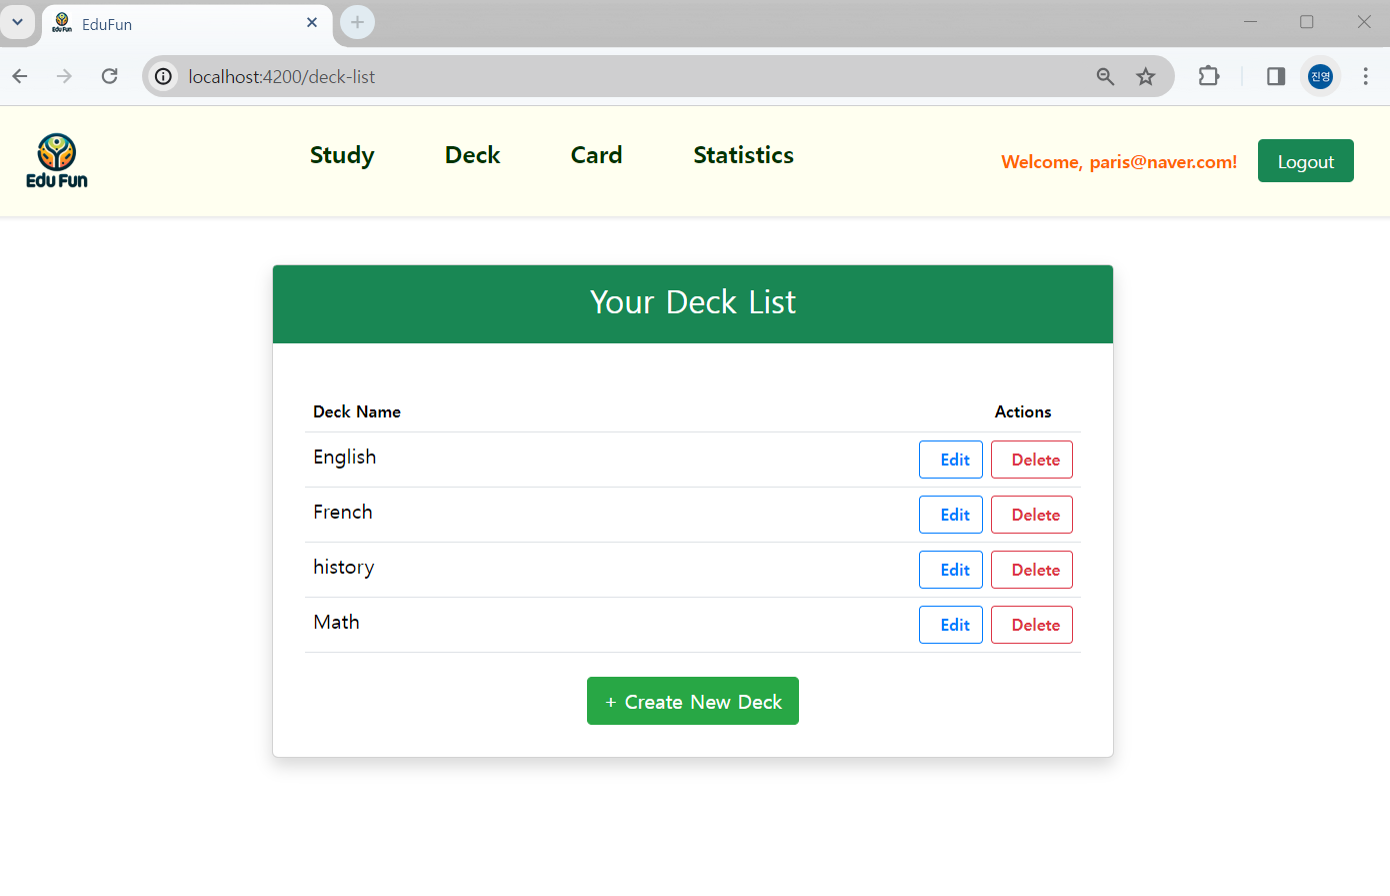 EduFun
localhost:4200/deck-list
진영
Edu Fun
Study Deck Card Statistics
Welcome, paris@naver.com! Logout
Your Deck List
Deck Name Actions
English Edit Delete
French Edit Delete
history Edit Delete
Math Edit Delete
+ Create New Deck